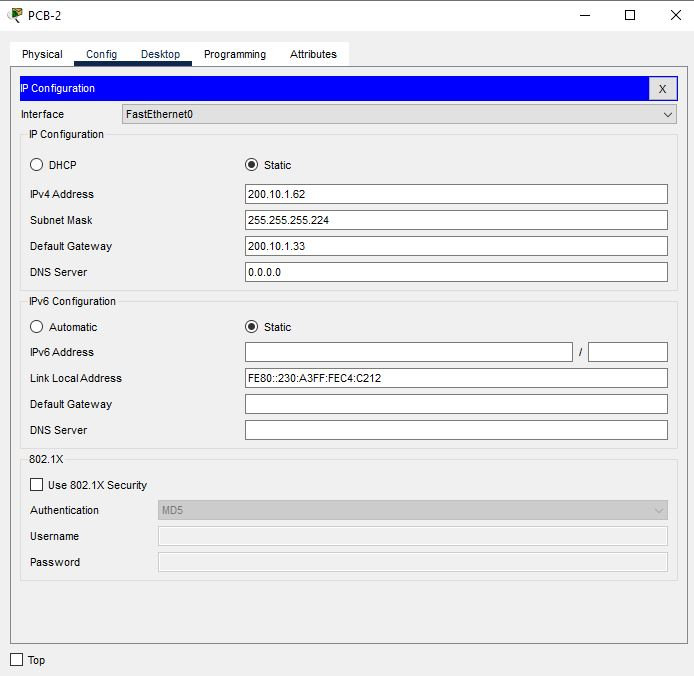 PCB-2
Physical Config Desktop Programming Attributes
IP Configuration X
Interface FastEthernet0
IP Configuration
DHCP Static
IPv4 Address 200.10.1.62
Subnet Mask 255.255.255.224
Default Gateway 200.10.1.33
DNS Server 0.0.0.0
IPv6 Configuration
Automatic Static
IPv6 Address /
Link Local Address FE80::230:A3FF:FEC4:C212
Default Gateway
DNS Server
802.1X
Use 802.1X Security
Authentication MD5
Username
Password
Top